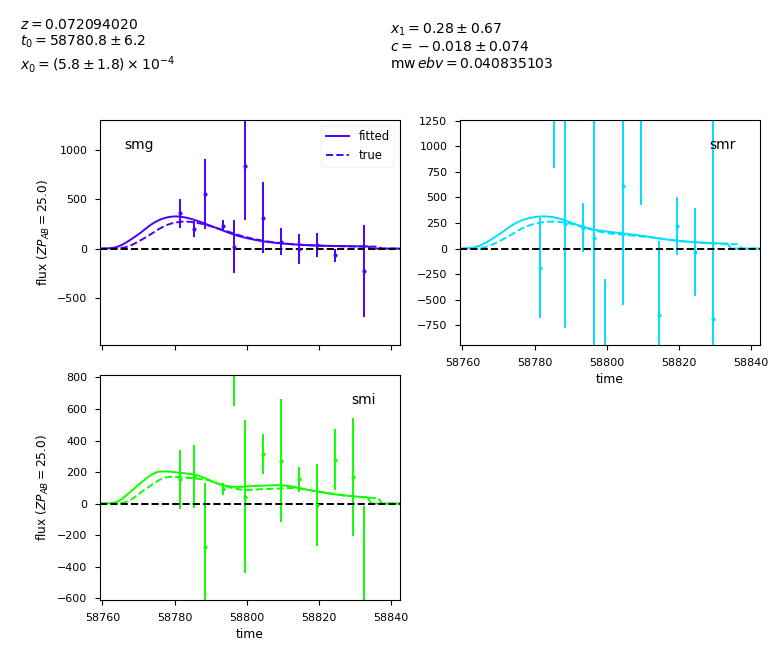 z = 0.072094020
t₀ = 58780.8 ± 6.2
x₀ = (5.8 ± 1.8) × 10⁻⁴
x₁ = 0.28 ± 0.67
c = −0.018 ± 0.074
mw ebv = 0.040835103
smg
fitted
true
1000
500
0
−500
flux (ZP_AB = 25.0)
smr
1250
1000
750
500
250
0
−250
−500
−750
58760 58780 58800 58820 58840
time
smi
800
600
400
200
0
−200
−400
−600
flux (ZP_AB = 25.0)
58760 58780 58800 58820 58840
time